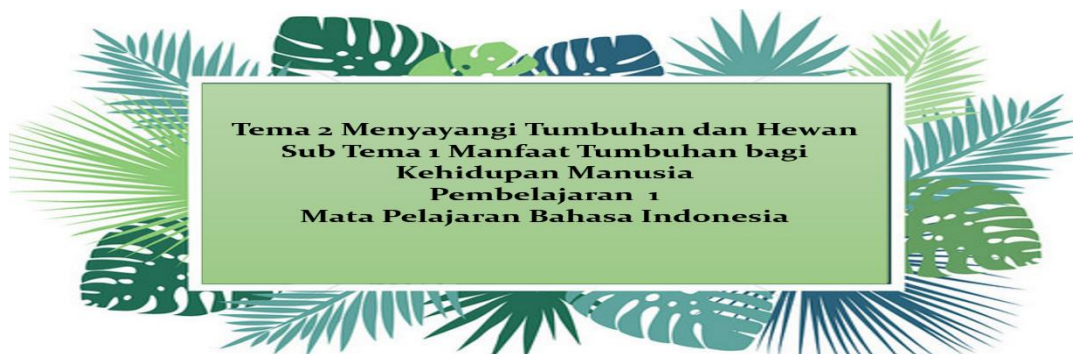 Tema 2 Menyayangi Tumbuhan dan Hewan
Sub Tema 1 Manfaat Tumbuhan bagi
Kehidupan Manusia
Pembelajaran 1
Mata Pelajaran Bahasa Indonesia